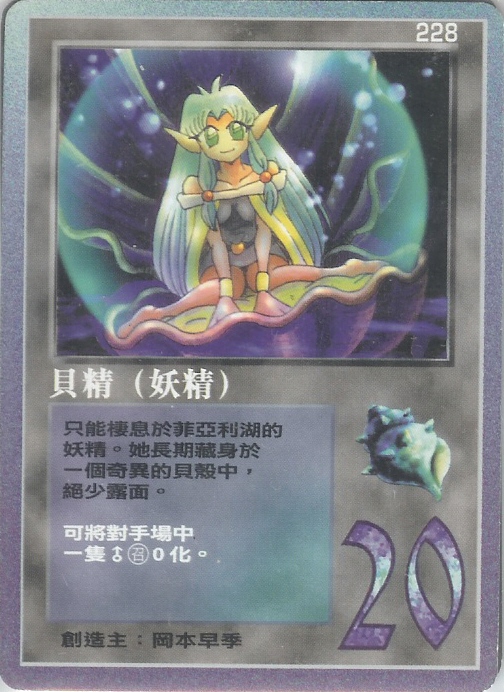 228
貝精（妖精）
只能棲息於菲亞利湖的
妖精。她長期藏身於
一個奇異的貝殼中，
絕少露面。
可將對手場中
一隻♁㊁0化。
20
創造主：岡本早季